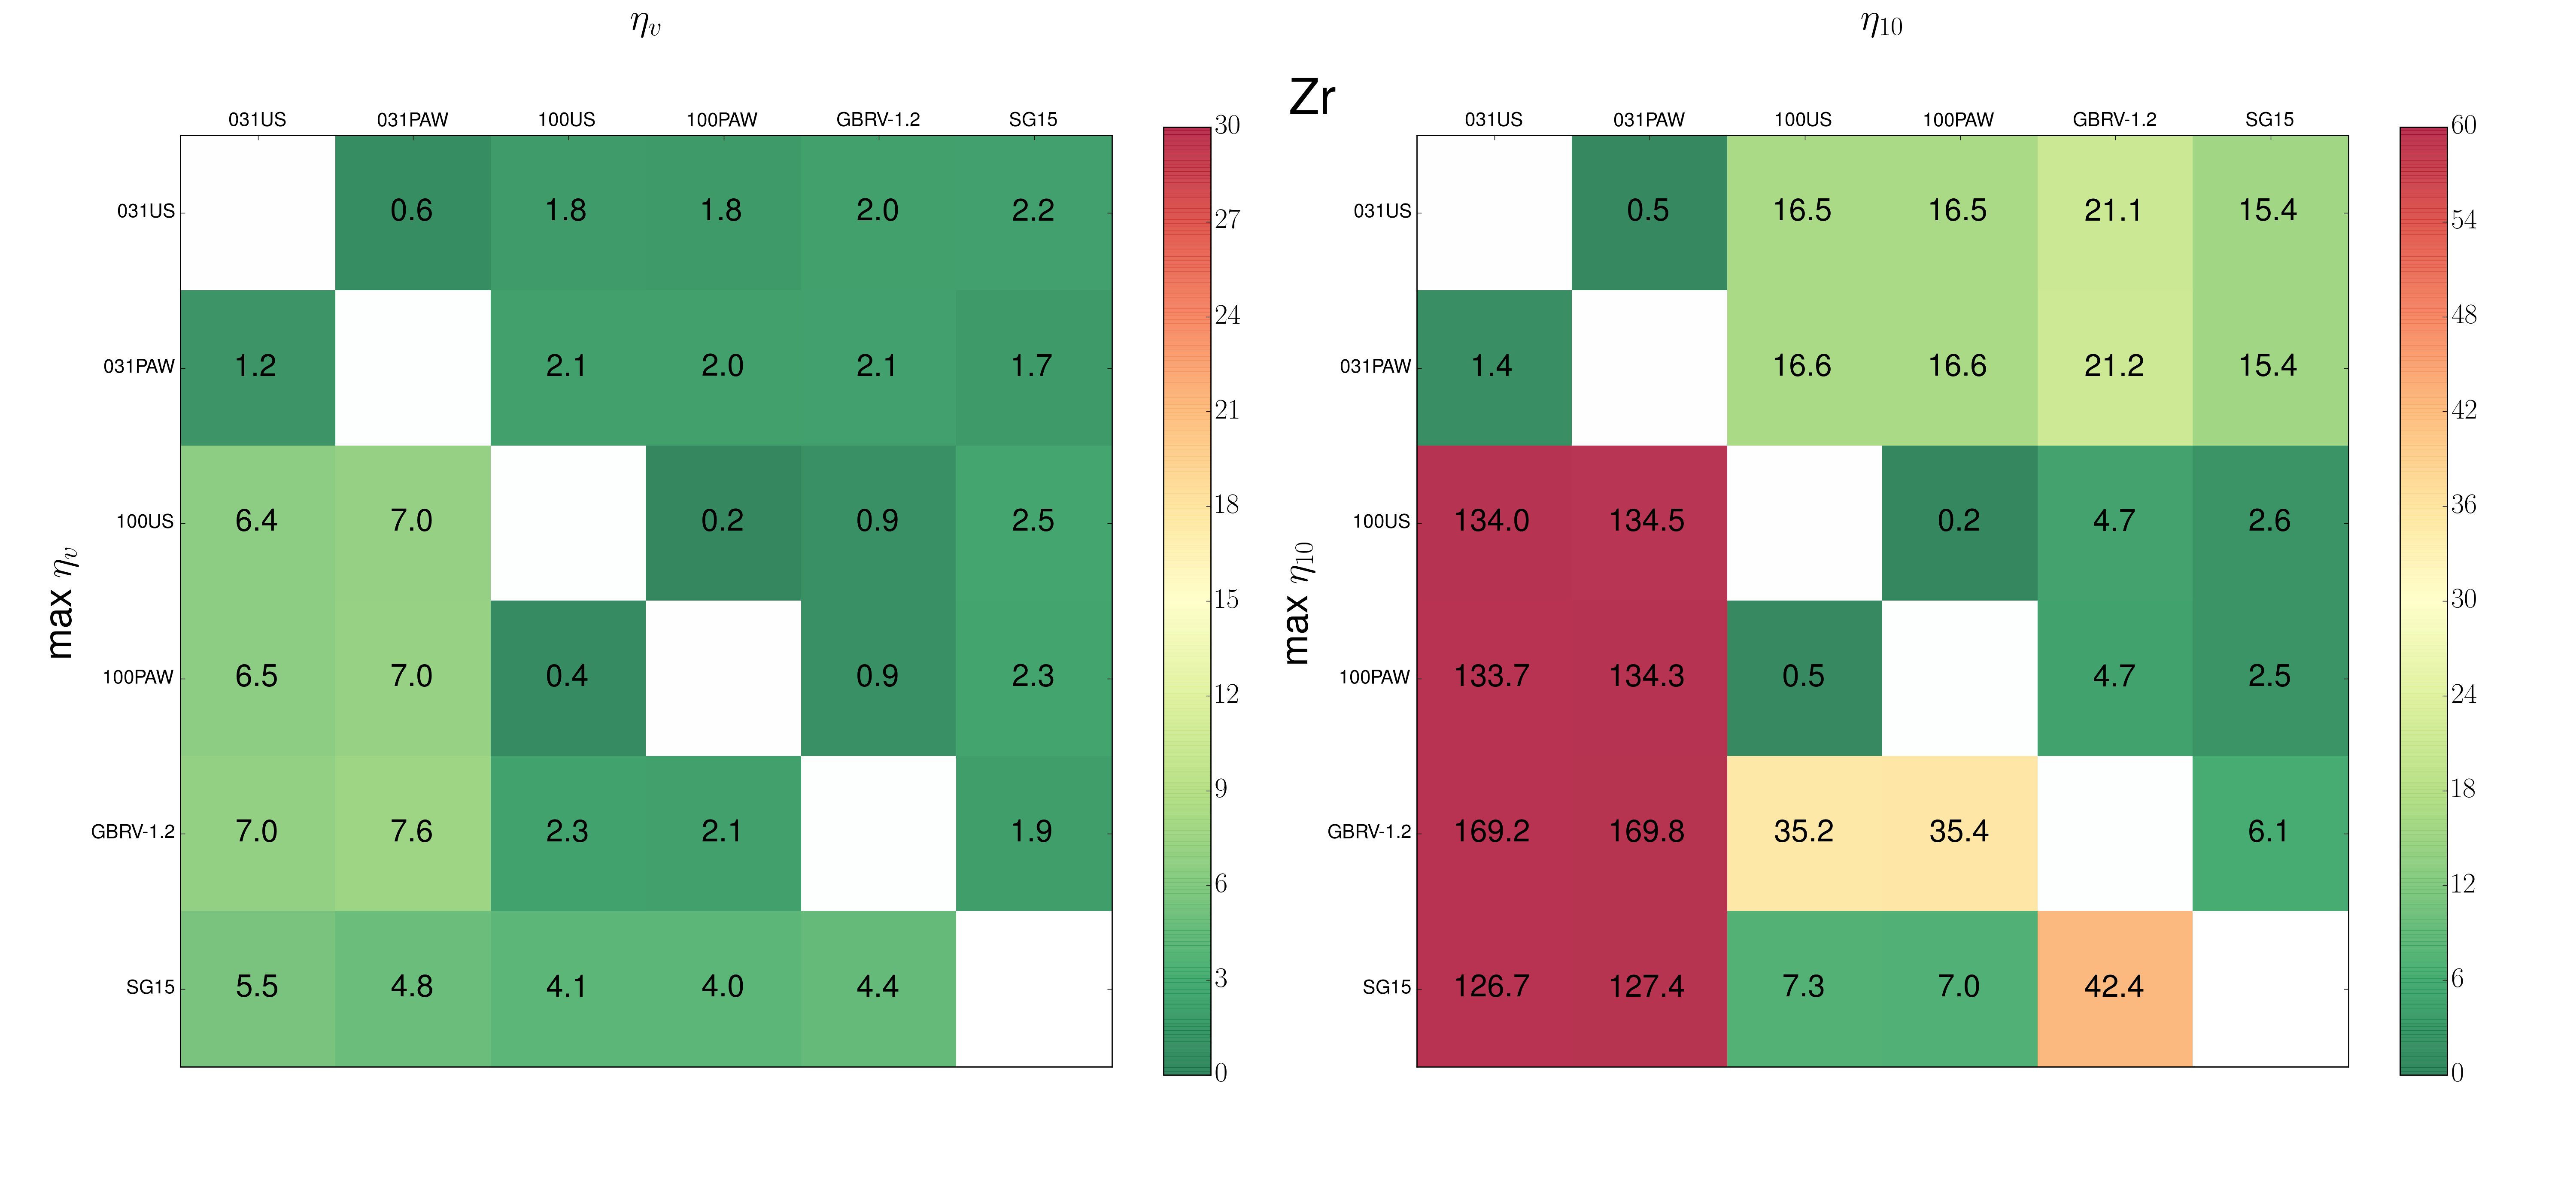 η_v
η_10
Zr
031US 031PAW 100US 100PAW GBRV-1.2 SG15
031US 0.6 1.8 1.8 2.0 2.2
031PAW 1.2 2.1 2.0 2.1 1.7
100US 6.4 7.0 0.2 0.9 2.5
100PAW 6.5 7.0 0.4 0.9 2.3
GBRV-1.2 7.0 7.6 2.3 2.1 1.9
SG15 5.5 4.8 4.1 4.0 4.4
max η_v
30
27
24
21
18
15
12
9
6
3
0
031US 031PAW 100US 100PAW GBRV-1.2 SG15
031US 0.5 16.5 16.5 21.1 15.4
031PAW 1.4 16.6 16.6 21.2 15.4
100US 134.0 134.5 0.2 4.7 2.6
100PAW 133.7 134.3 0.5 4.7 2.5
GBRV-1.2 169.2 169.8 35.2 35.4 6.1
SG15 126.7 127.4 7.3 7.0 42.4
max η_10
60
54
48
42
36
30
24
18
12
6
0